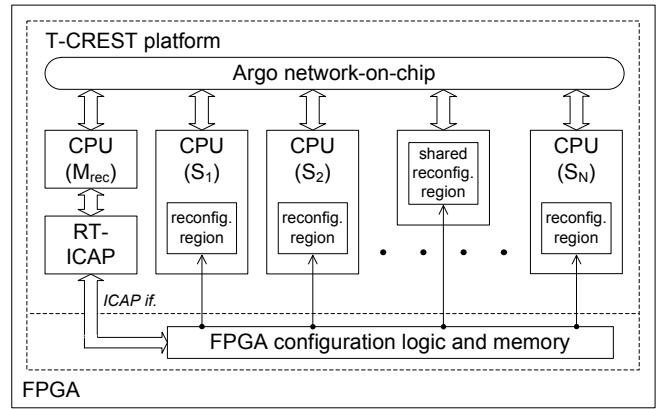 T-CREST platform
Argo network-on-chip
CPU
(Mrec)
CPU
(S1)
CPU
(S2)
shared
reconfig.
region
CPU
(SN)
reconfig.
region
reconfig.
region
reconfig.
region
RT-
ICAP
ICAP if.
FPGA configuration logic and memory
FPGA